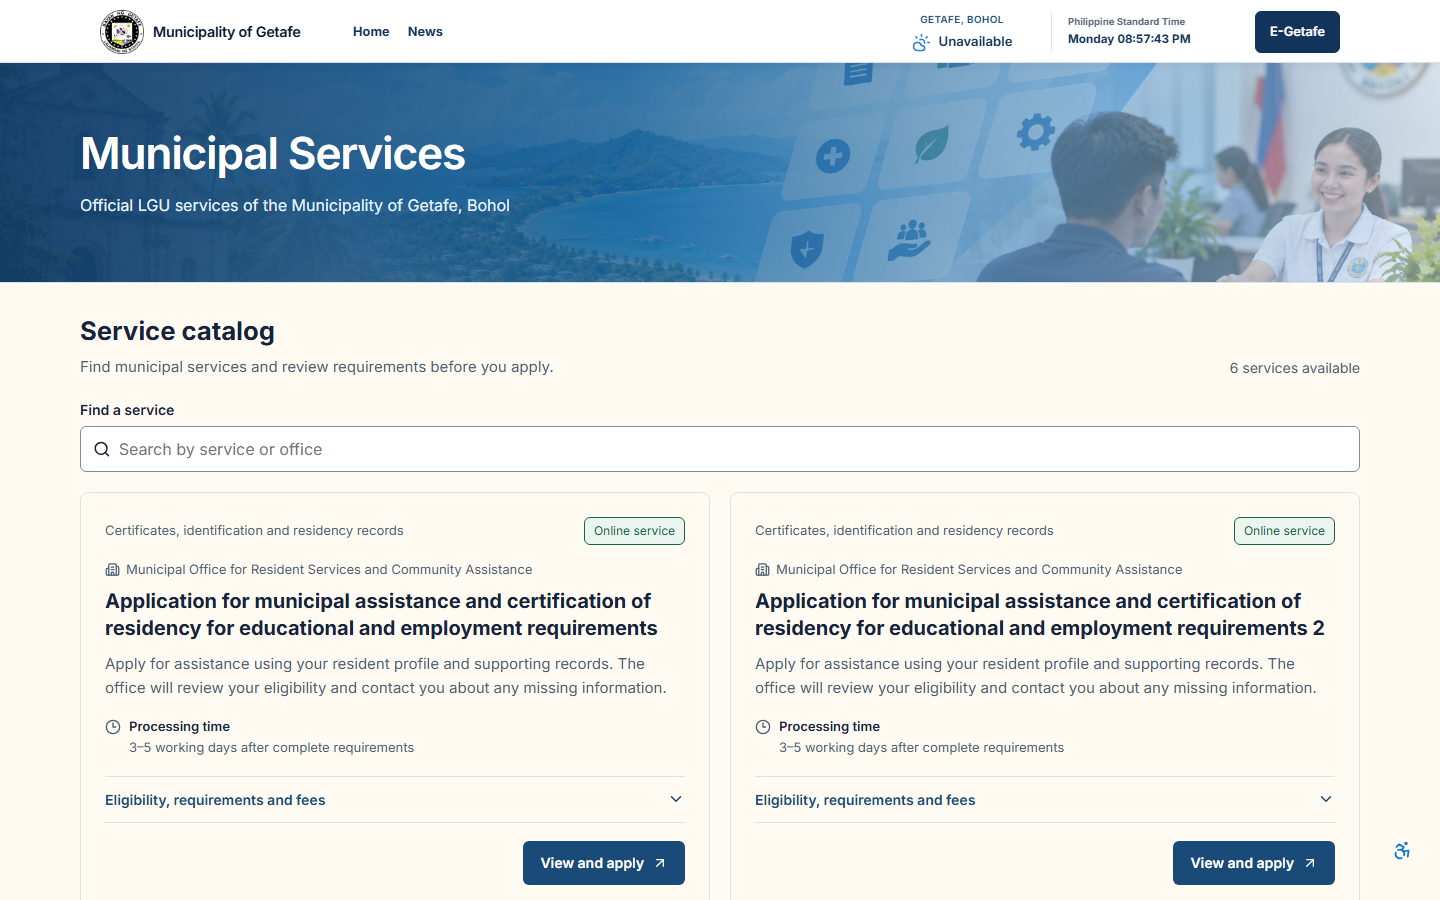 Municipality of Getafe
Home
News
GETAFE, BOHOL
Unavailable
Philippine Standard Time
Monday 08:57:43 PM
E-Getafe
Municipal Services
Official LGU services of the Municipality of Getafe, Bohol
Service catalog
Find municipal services and review requirements before you apply.
6 services available
Find a service
Search by service or office
Certificates, identification and residency records
Online service
Municipal Office for Resident Services and Community Assistance
Application for municipal assistance and certification of
residency for educational and employment requirements
Apply for assistance using your resident profile and supporting records. The
office will review your eligibility and contact you about any missing information.
Processing time
3–5 working days after complete requirements
Eligibility, requirements and fees
View and apply
Certificates, identification and residency records
Online service
Municipal Office for Resident Services and Community Assistance
Application for municipal assistance and certification of
residency for educational and employment requirements 2
Apply for assistance using your resident profile and supporting records. The
office will review your eligibility and contact you about any missing information.
Processing time
3–5 working days after complete requirements
Eligibility, requirements and fees
View and apply